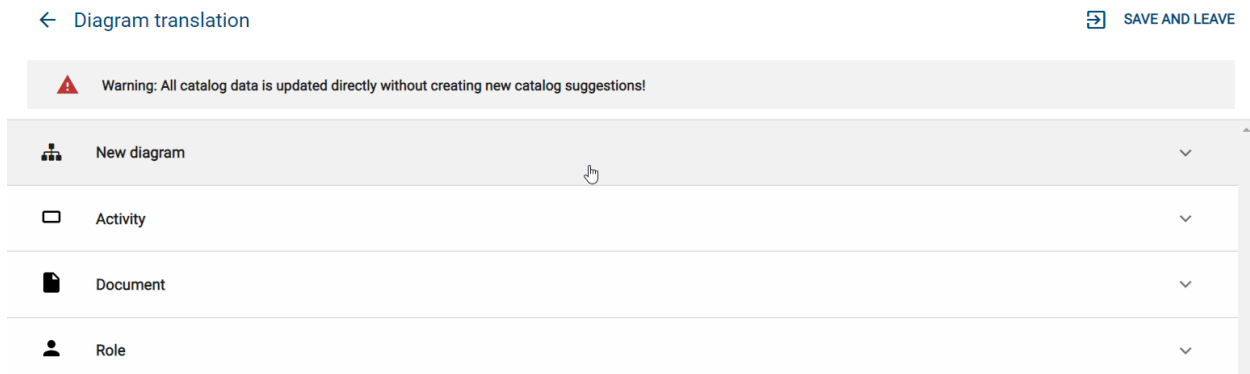 Diagram translation
SAVE AND LEAVE
Warning: All catalog data is updated directly without creating new catalog suggestions!
New diagram
Activity
Document
Role